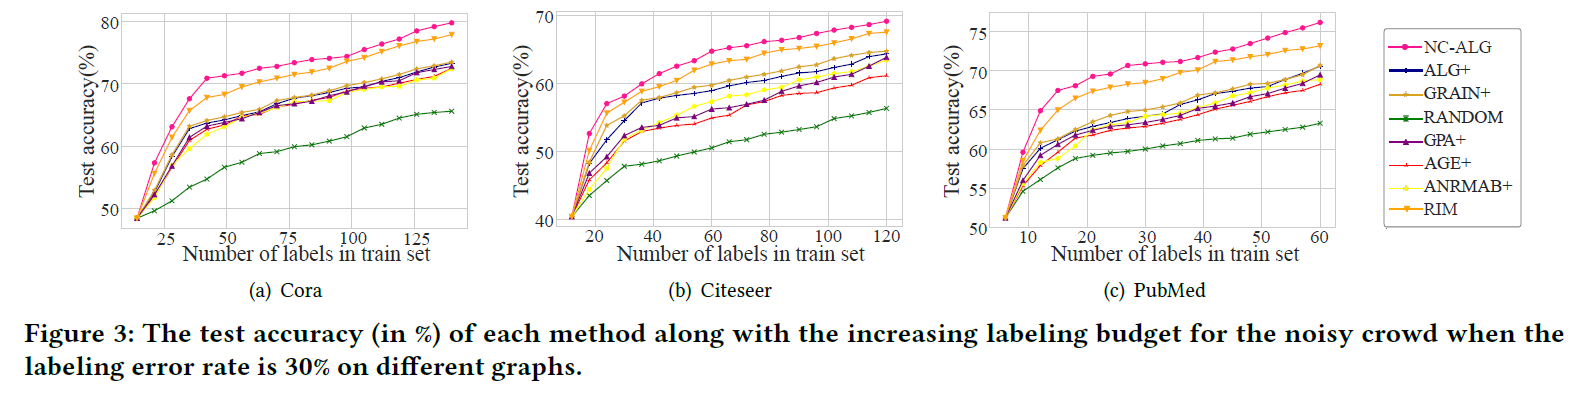 80
70
60
50
Test accuracy(%)
25 50 75 100 125
Number of labels in train set
(a) Cora
70
60
50
40
Test accuracy(%)
20 40 60 80 100 120
Number of labels in train set
(b) Citeseer
75
70
65
60
55
50
Test accuracy(%)
10 20 30 40 50 60
Number of labels in train set
(c) PubMed
NC-ALG
ALG+
GRAIN+
RANDOM
GPA+
AGE+
ANRMAB+
RIM
Figure 3: The test accuracy (in %) of each method along with the increasing labeling budget for the noisy crowd when the
labeling error rate is 30% on different graphs.